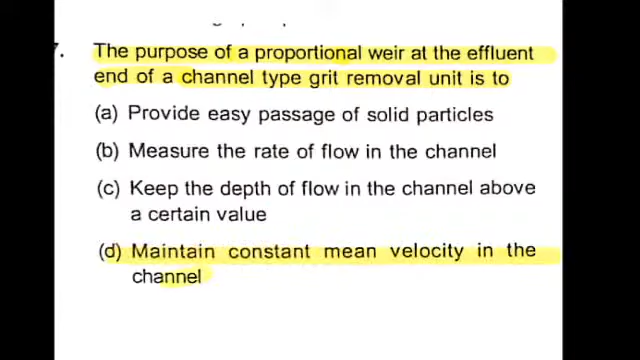 7. The purpose of a proportional weir at the effluent
end of a channel type grit removal unit is to
(a) Provide easy passage of solid particles
(b) Measure the rate of flow in the channel
(c) Keep the depth of flow in the channel above
a certain value
(d) Maintain constant mean velocity in the
channel